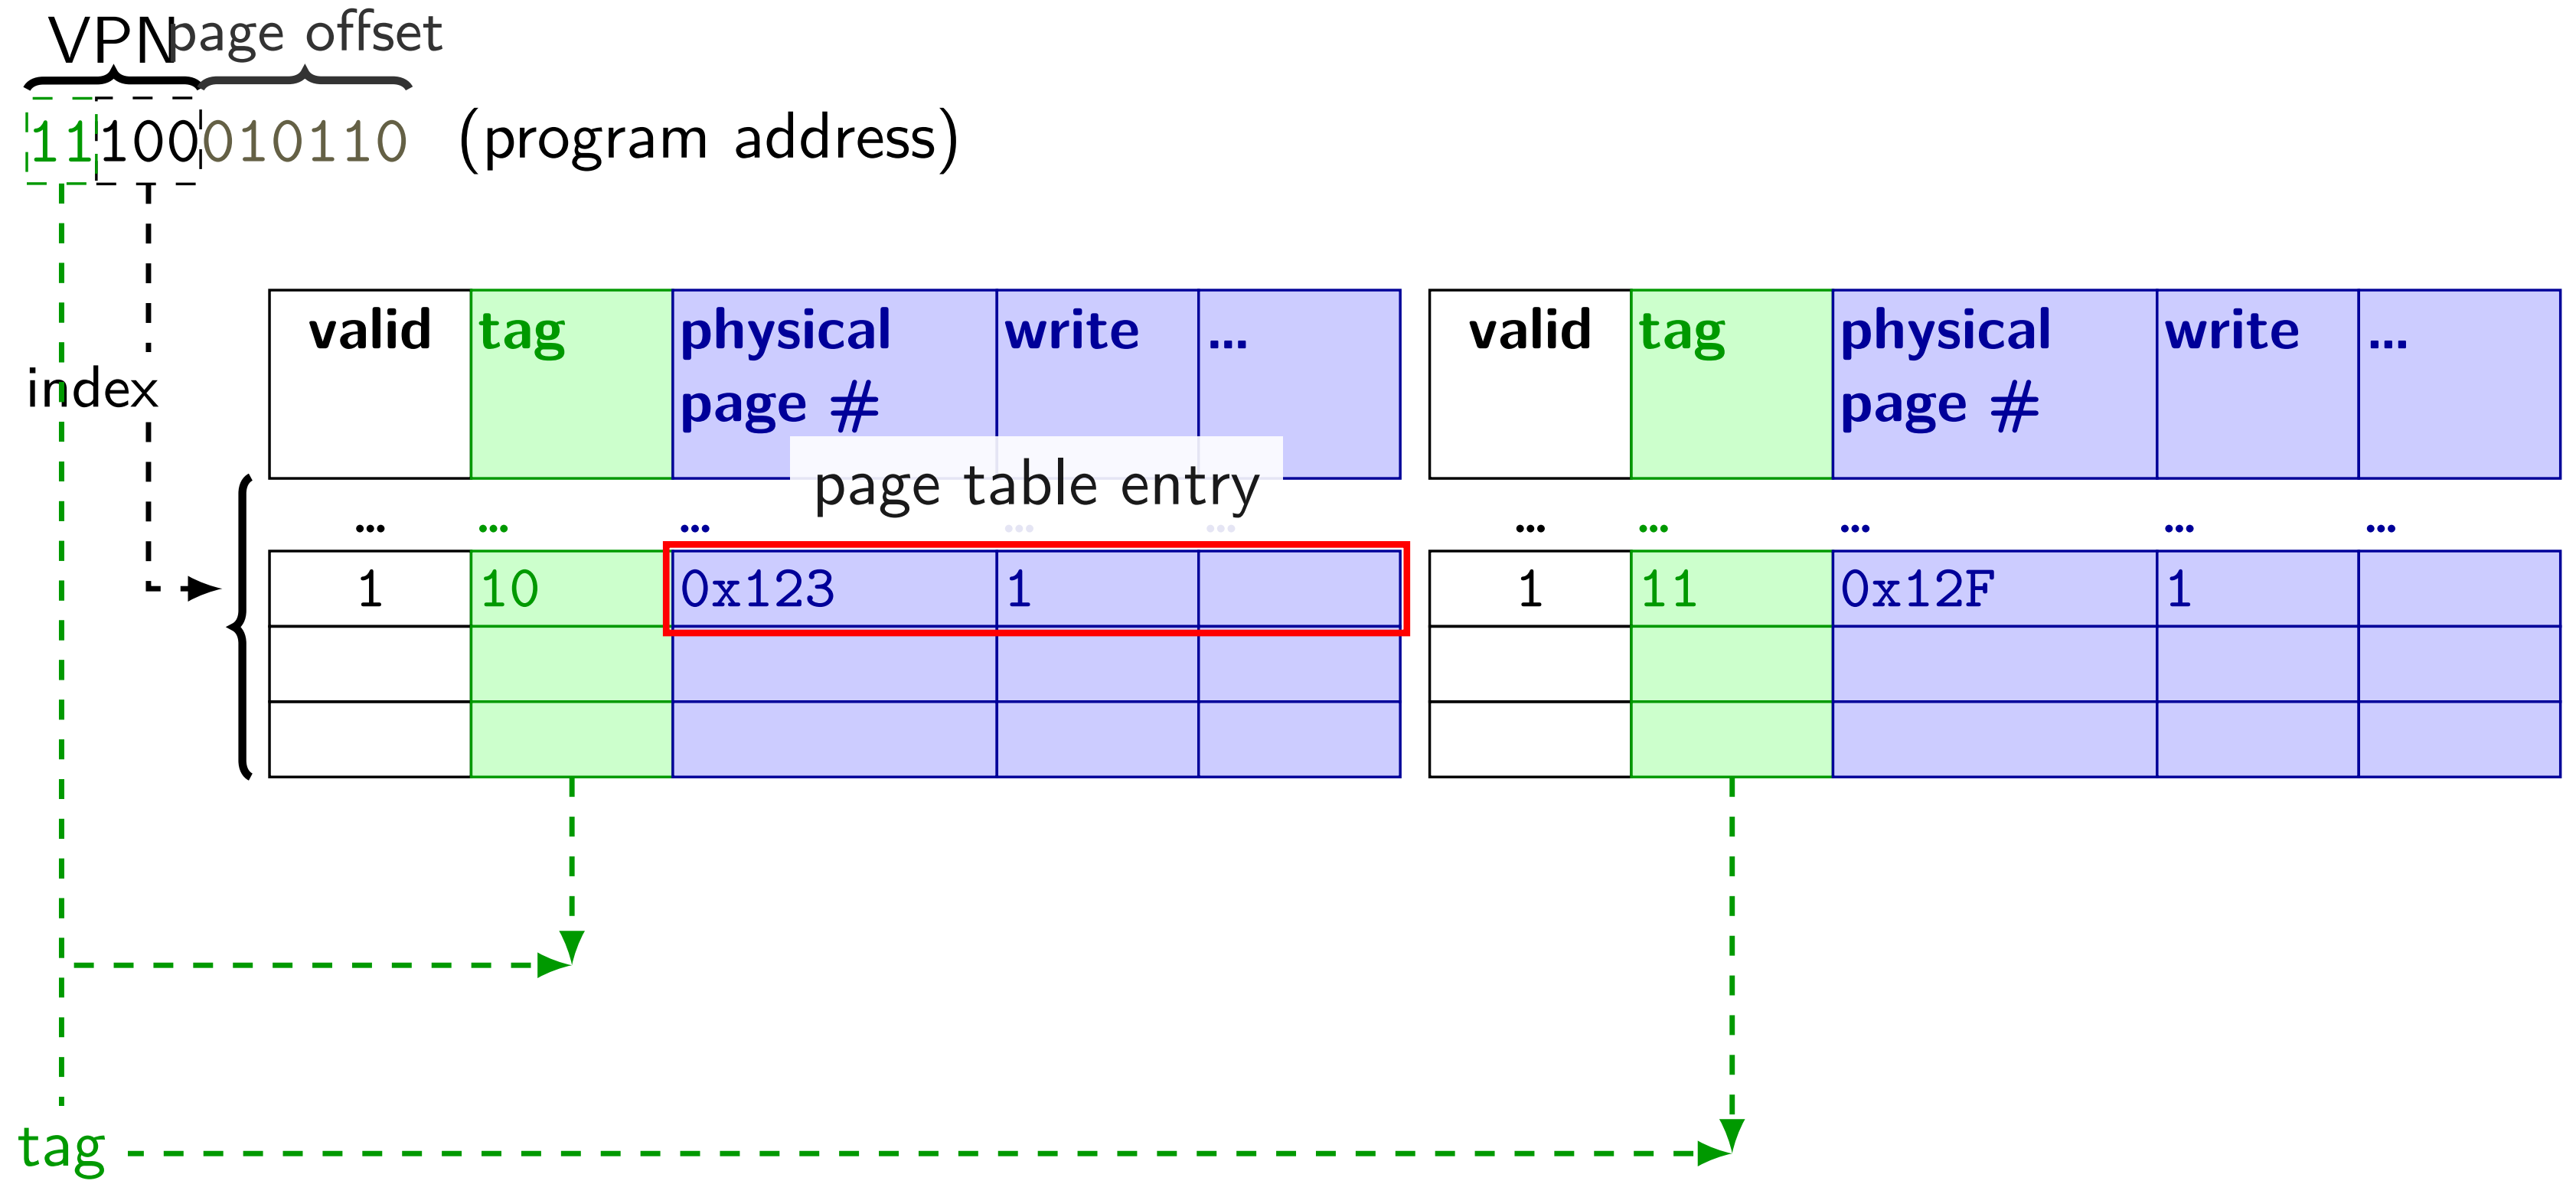 VPN page offset
11100010110 (program address)
valid tag physical page # write ... valid tag physical page # write ...
index
page table entry
... ... ... ... ... ... ... ... ... ...
1 10 0x123 1 1 11 0x12F 1
tag